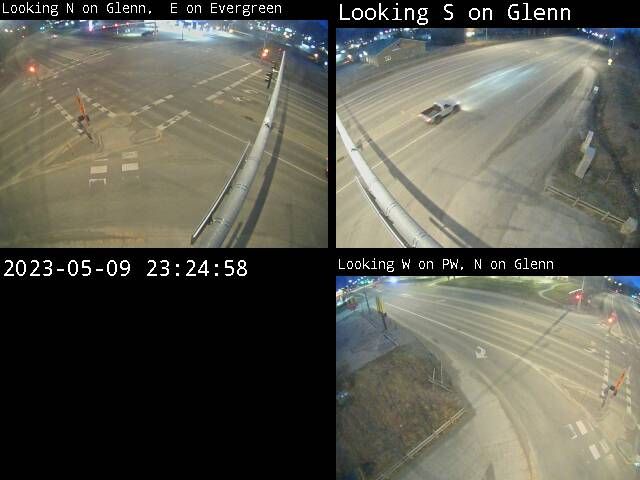 Looking N on Glenn,  E on Evergreen
Looking S on Glenn
2023-05-09 23:24:58
Looking W on PW, N on Glenn